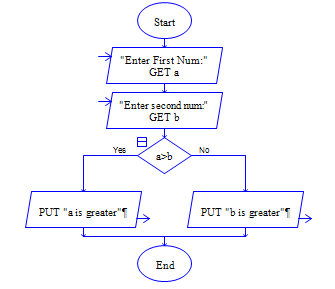 Start
"Enter First Num:"
GET a
"Enter second num:"
GET b
Yes
a>b
No
PUT "a is greater"¶
PUT "b is greater"¶
End